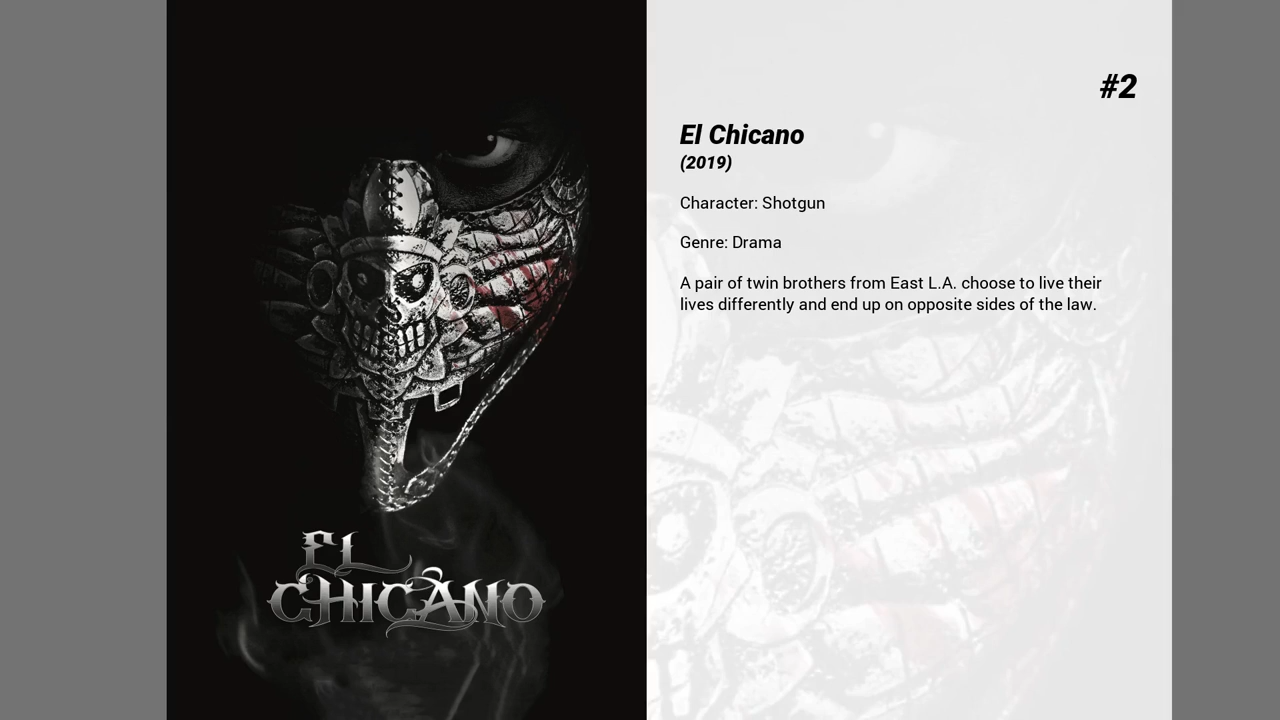 EL
CHICANO
#2
El Chicano
(2019)
Character: Shotgun
Genre: Drama
A pair of twin brothers from East L.A. choose to live their
lives differently and end up on opposite sides of the law.